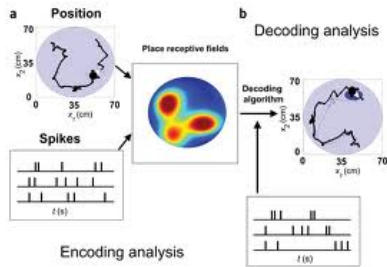 a
Position
70
35
0
x₂ (cm)
0 35 70
x₁ (cm)
Spikes
t (s)
Encoding analysis
Place receptive fields
Decoding
algorithm
b
Decoding analysis
70
35
0
x₂ (cm)
0 35 70
x₁ (cm)
t (s)